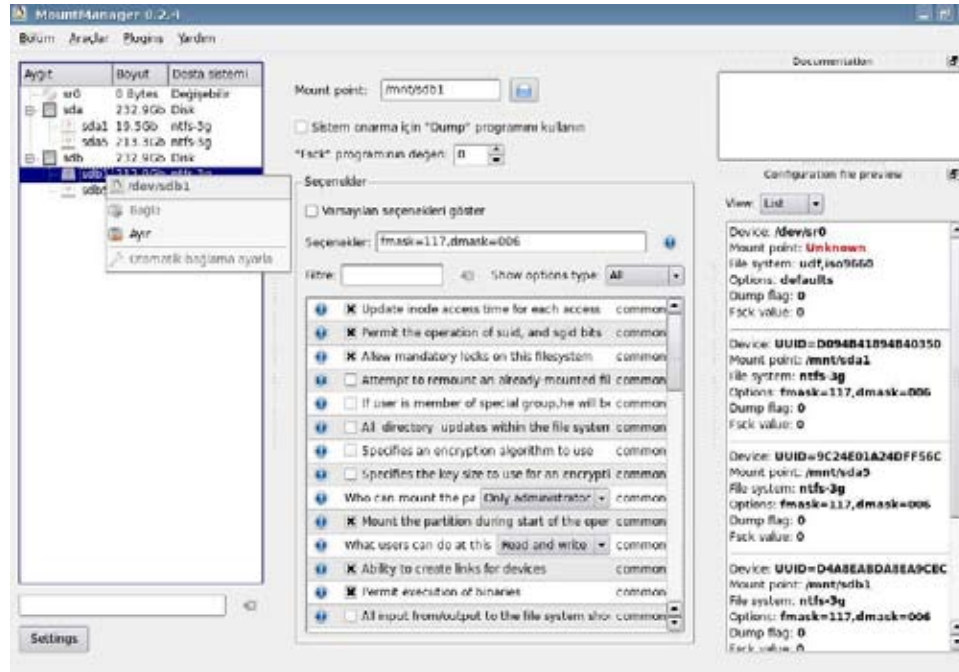 MountManager 0.2.4
Bölüm Araçlar Plugins Yardım
Aygıt Boyut Dosta sistemi
sr0 0 Bytes Değişebilir
sda 232.9Gb Disk
sda1 19.5Gb ntfs-3g
sda5 213.3Gb ntfs-3g
sdb 232.9Gb Disk
sdb1 ntfs-3g
sdb5
/dev/sdb1
Bağla
Ayır
Otomatik bağlama ayarla
Settings
Mount point: /mnt/sdb1
Sistem onarma için "Dump" programını kullanın
"Fsck" programının değeri 0
Seçenekler
Varsayılan seçenekleri göster
Seçenekler: fmask=117,dmask=006
Filtre: Show options type: All
Update inode access time for each access common
Permit the operation of suid, and sgid bits common
Allow mandatory locks on this filesystem common
Attempt to remount an already-mounted fil common
If user is member of special group,he will be common
All directory updates within the file system common
Specifies an encryption algorithm to use common
Specifies the key size to use for an encrypti common
Who can mount the pa Only administrator common
Mount the partition during start of the oper common
What users can do at this Read and write common
Ability to create links for devices common
Permit execution of binaries common
All input from/output to the file system shor common
Documentation
Configuration file preview
View: List
Device: /dev/sr0
Mount point: Unknown
File system: udf,iso9660
Options: defaults
Dump flag: 0
Fsck value: 0
Device: UUID=D094B41894B40350
Mount point: /mnt/sda1
File system: ntfs-3g
Options: fmask=117,dmask=006
Dump flag: 0
Fsck value: 0
Device: UUID=9C24E01A24DFF56C
Mount point: /mnt/sda5
File system: ntfs-3g
Options: fmask=117,dmask=006
Dump flag: 0
Fsck value: 0
Device: UUID=D4A8EABDA8EA9CEC
Mount point: /mnt/sdb1
File system: ntfs-3g
Options: fmask=117,dmask=006
Dump flag: 0
Fsck value: 0